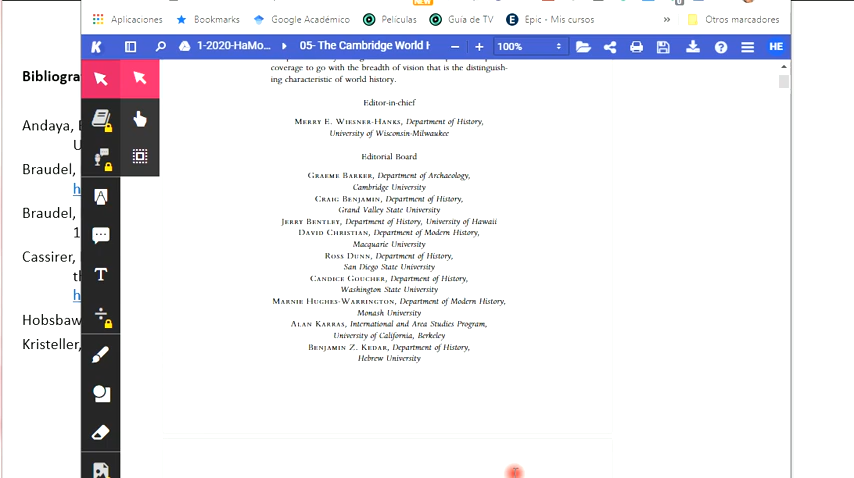 NEW
Aplicaciones Bookmarks Google Académico Películas Guía de TV Epic - Mis cursos » Otros marcadores
K 1-2020-HaMo... 05- The Cambridge World H 100% HE
coverage to go with the breadth of vision that is the distinguish-
ing characteristic of world history.
Editor-in-chief
MERRY E. WIESNER-HANKS, Department of History,
University of Wisconsin-Milwaukee
Editorial Board
GRAEME BARKER, Department of Archaeology,
Cambridge University
CRAIG BENJAMIN, Department of History,
Grand Valley State University
JERRY BENTLEY, Department of History, University of Hawaii
DAVID CHRISTIAN, Department of Modern History,
Macquarie University
ROSS DUNN, Department of History,
San Diego State University
CANDICE GOUCHER, Department of History,
Washington State University
MARNIE HUGHES-WARRINGTON, Department of Modern History,
Monash University
ALAN KARRAS, International and Area Studies Program,
University of California, Berkeley
BENJAMIN Z. KEDAR, Department of History,
Hebrew University
Bibliogra
Andaya,
U
Braudel,
h
Braudel,
1
Cassirer,
th
h
Hobsbaw
Kristeller,